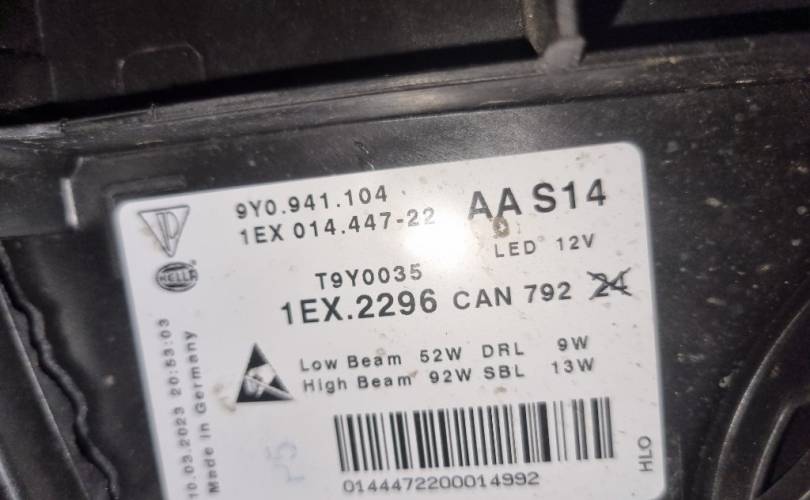 9Y0.941.104
1EX 014.447-22
AA S14
LED 12V
HELLA
T9Y0035
1EX.2296 CAN 792 24
Low Beam 52W DRL 9W
High Beam 92W SBL 13W
10.03.2023 20:53:03
Made in Germany
P5
0144472200014992
HLO